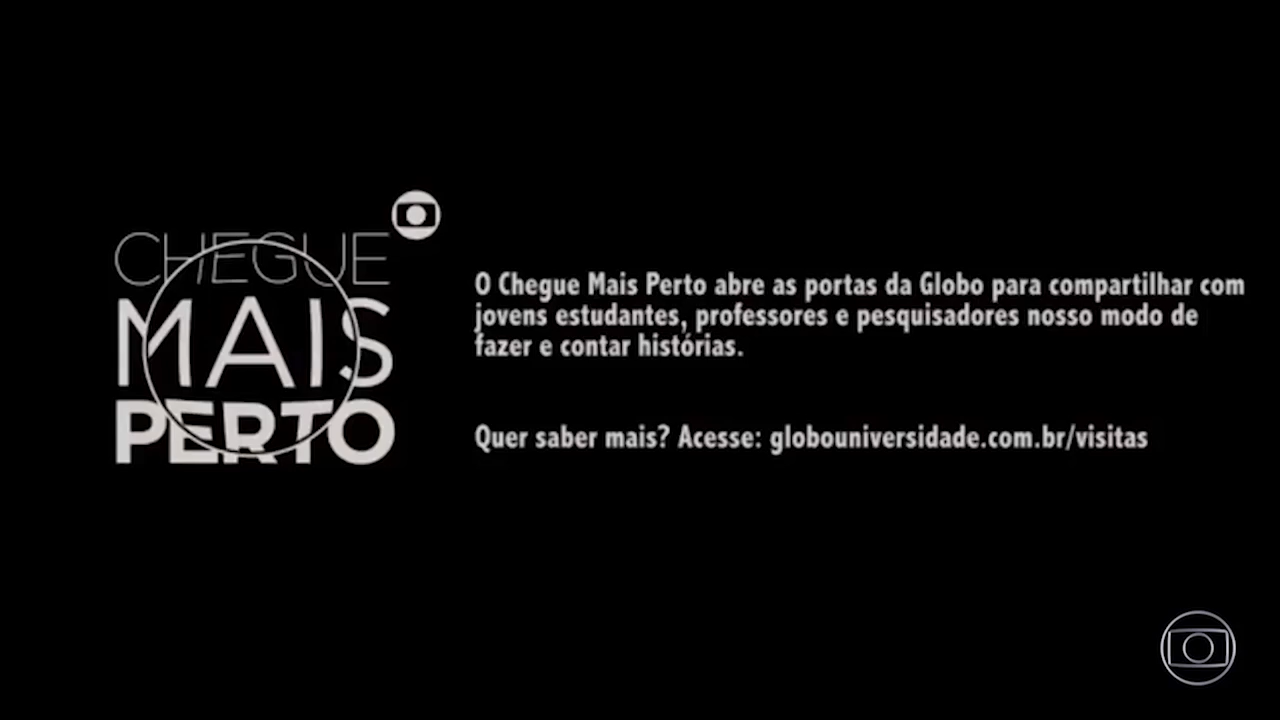 CHEGUE
MAIS
PERTO
O Chegue Mais Perto abre as portas da Globo para compartilhar com
jovens estudantes, professores e pesquisadores nosso modo de
fazer e contar histórias.
Quer saber mais? Acesse: globouniversidade.com.br/visitas